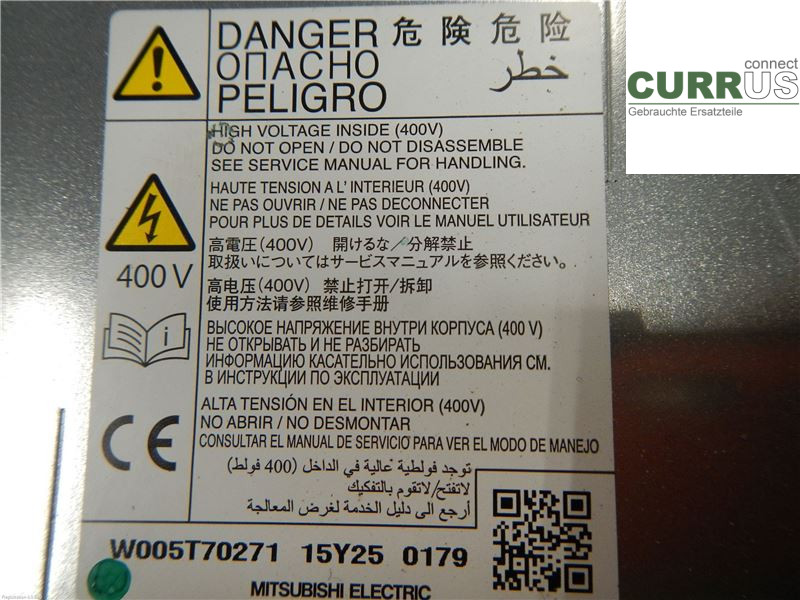 DANGER 危 険 危 险
ОПАСНО خطر
PELIGRO
connect
CURRUS
Gebrauchte Ersatzteile
HIGH VOLTAGE INSIDE (400V)
DO NOT OPEN / DO NOT DISASSEMBLE
SEE SERVICE MANUAL FOR HANDLING.
HAUTE TENSION A L' INTERIEUR (400V)
NE PAS OUVRIR / NE PAS DECONNECTER
POUR PLUS DE DETAILS VOIR LE MANUEL UTILISATEUR
400 V
高電圧(400V) 開けるな／分解禁止
取扱いについてはサービスマニュアルを参照ください。
高电压(400V) 禁止打开/拆卸
使用方法请参照维修手册
ВЫСОКОЕ НАПРЯЖЕНИЕ ВНУТРИ КОРПУСА (400 V)
НЕ ОТКРЫВАТЬ И НЕ РАЗБИРАТЬ
ИНФОРМАЦИЮ КАСАТЕЛЬНО ИСПОЛЬЗОВАНИЯ СМ.
В ИНСТРУКЦИИ ПО ЭКСПЛУАТАЦИИ
i
CE
ALTA TENSIÓN EN EL INTERIOR (400V)
NO ABRIR / NO DESMONTAR
CONSULTAR EL MANUAL DE SERVICIO PARA VER EL MODO DE MANEJO
توجد فولطية عالية في الداخل (400 فولط)
لاتفتح/لاتقوم بالتفكيك
أرجع الى دليل الخدمة لغرض المعالجة
W005T70271 15Y25 0179
MITSUBISHI ELECTRIC